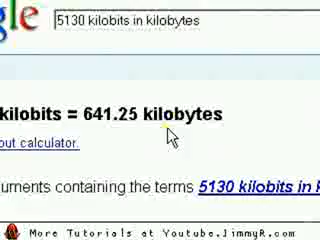 gle 5130 kilobits in kilobytes
kilobits = 641.25 kilobytes
out calculator.
uments containing the terms 5130 kilobits in k
More Tutorials at Youtube.JimmyR.com